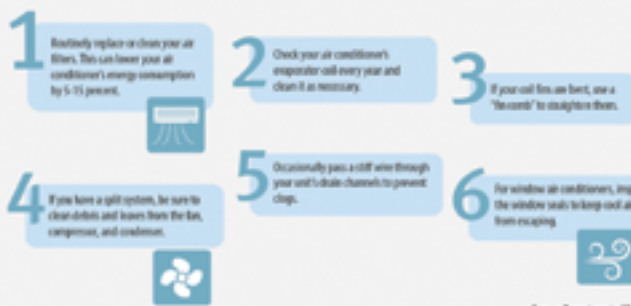 1
Routinely replace or clean your air
filters. This can lower your air
conditioner's energy consumption
by 5-15 percent.
2
Check your air conditioner's
evaporator coil every year and
clean it as necessary.
3
If your coil fins are bent, use a
"fin comb" to straighten them.
4
If you have a split system, be sure to
clean debris and leaves from the fan,
compressor, and condenser.
5
Occasionally pass a stiff wire through
your unit's drain channels to prevent
clogs.
6
For window air conditioners,
the window seals to keep cool
from escaping.